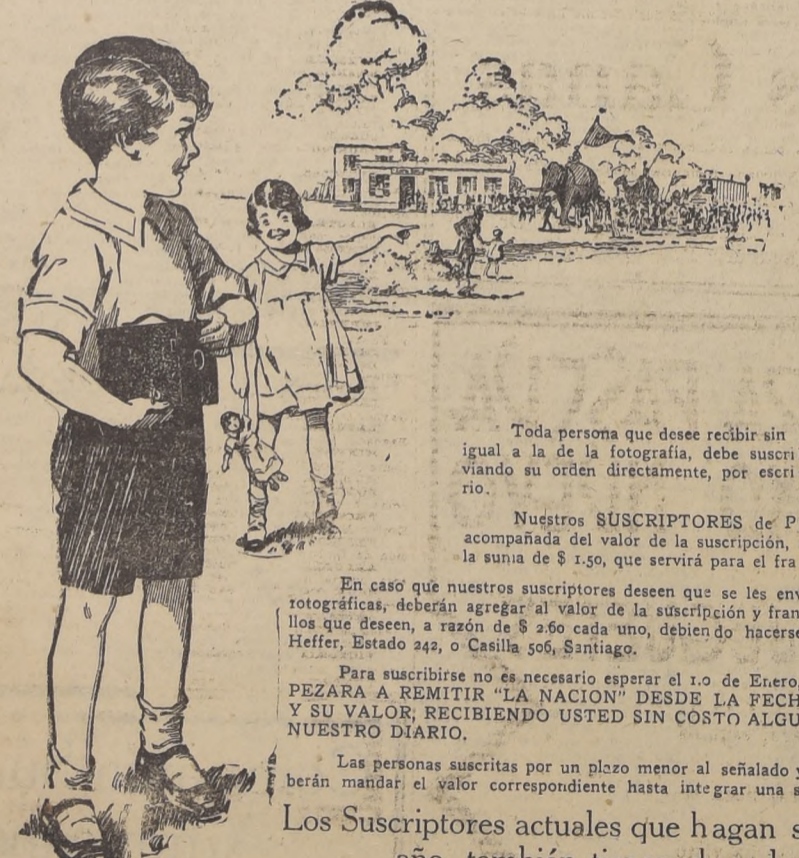 Toda persona que desee recibir sin
igual a la de la fotografía, debe suscri
viando su orden directamente, por escri
rio.
Nuestros SUSCRIPTORES de P
acompañada del valor de la suscripción,
la suma de $ 1.50, que servirá para el fra
En caso que nuestros suscriptores deseen que se les env
rotográficas, deberán agregar al valor de la suscripción y fran
llos que deseen, a razón de $ 2.60 cada uno, debiendo hacerse
Heffer, Estado 242, o Casilla 506, Santiago.
Para suscribirse no es necesario esperar el 1.o de Enero,
PEZARA A REMITIR "LA NACION" DESDE LA FECH
Y SU VALOR, RECIBIENDO USTED SIN COSTO ALGU
NUESTRO DIARIO.
Las personas suscritas por un plazo menor al señalado y
berán mandar el valor correspondiente hasta integrar una s
Los Suscriptores actuales que hagan s
año, también